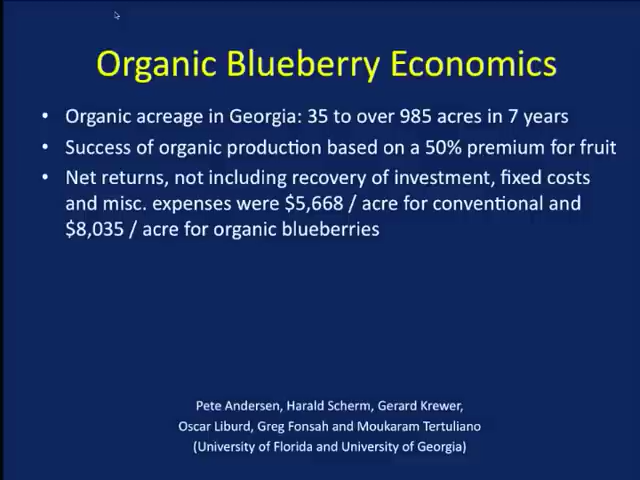 Organic Blueberry Economics
• Organic acreage in Georgia: 35 to over 985 acres in 7 years
• Success of organic production based on a 50% premium for fruit
• Net returns, not including recovery of investment, fixed costs
and misc. expenses were $5,668 / acre for conventional and
$8,035 / acre for organic blueberries
Pete Andersen, Harald Scherm, Gerard Krewer,
Oscar Liburd, Greg Fonsah and Moukaram Tertuliano
(University of Florida and University of Georgia)